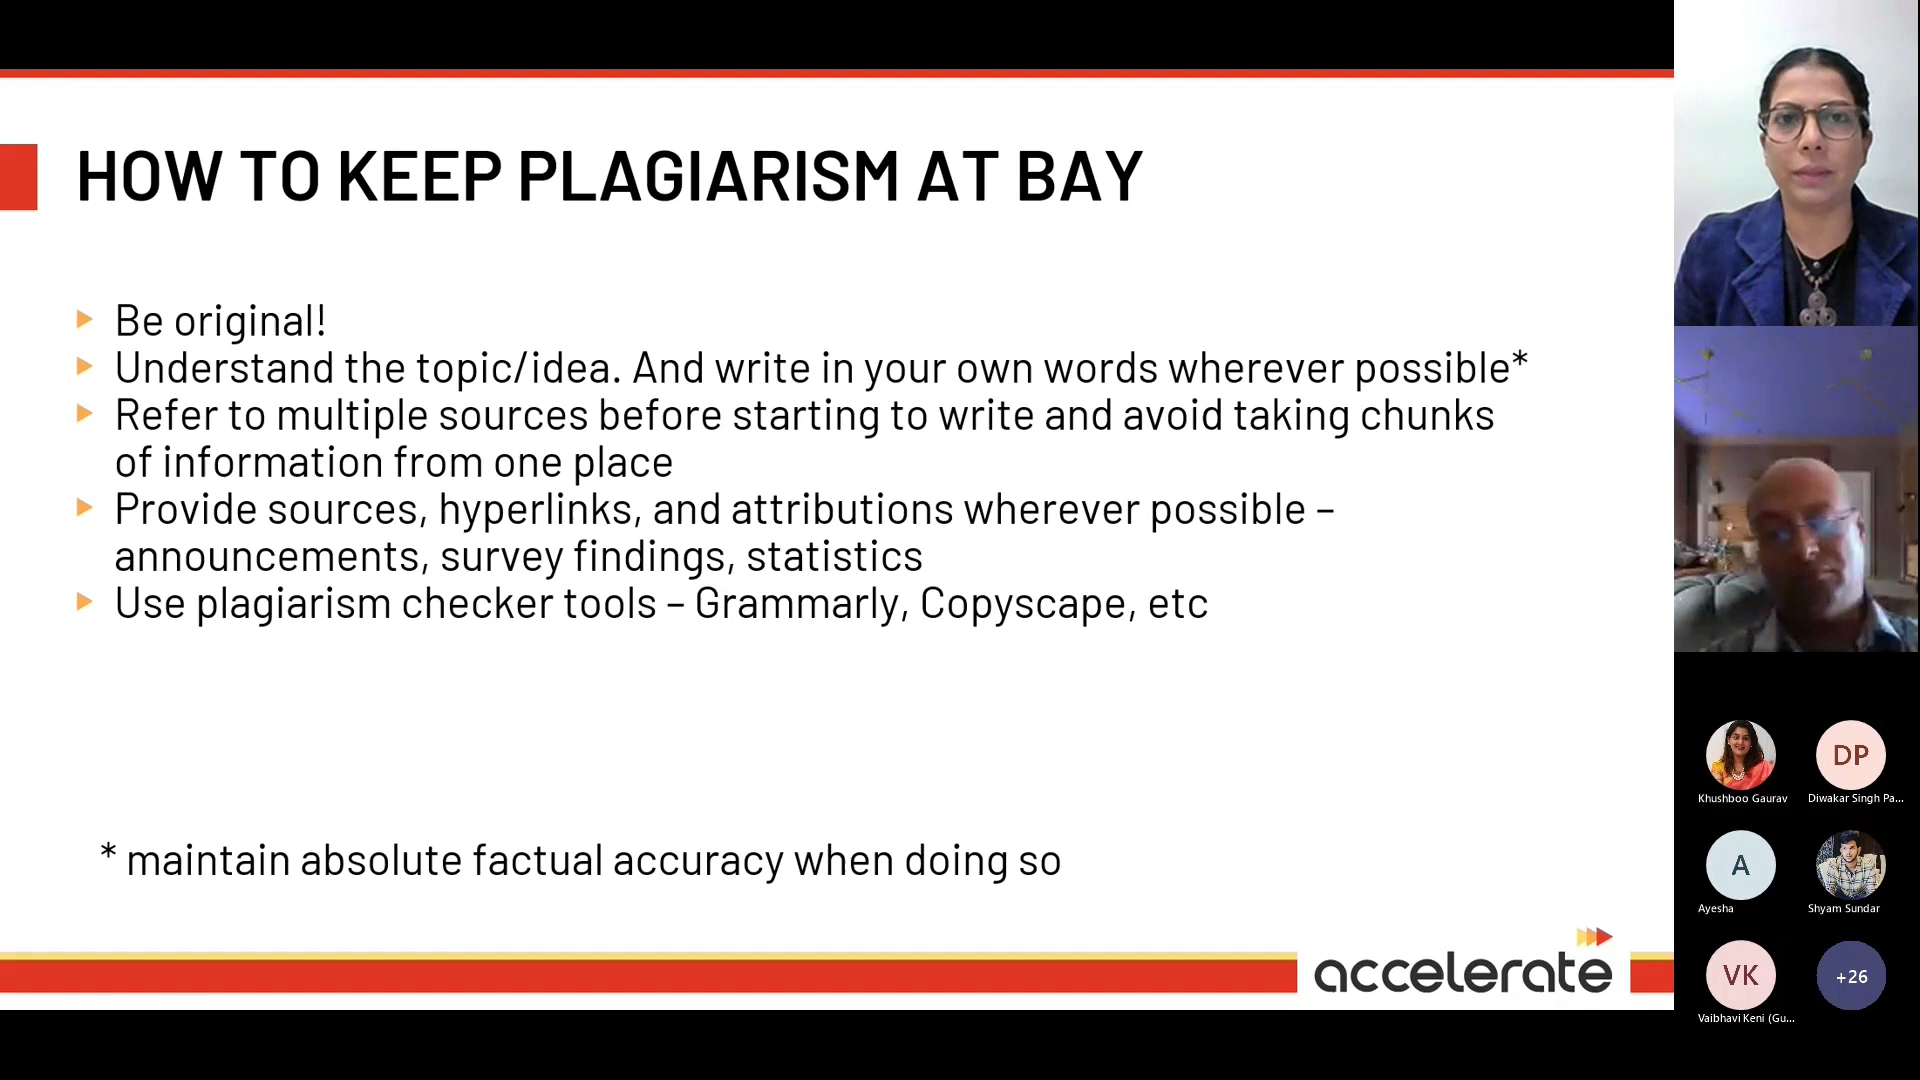 HOW TO KEEP PLAGIARISM AT BAY
Be original!
Understand the topic/idea. And write in your own words wherever possible*
Refer to multiple sources before starting to write and avoid taking chunks
of information from one place
Provide sources, hyperlinks, and attributions wherever possible –
announcements, survey findings, statistics
Use plagiarism checker tools – Grammarly, Copyscape, etc
* maintain absolute factual accuracy when doing so
accelerate
DP
Khushboo Gaurav
Diwakar Singh Pa...
A
Ayesha
Shyam Sundar
VK
+26
Vaibhavi Keni (Gu...